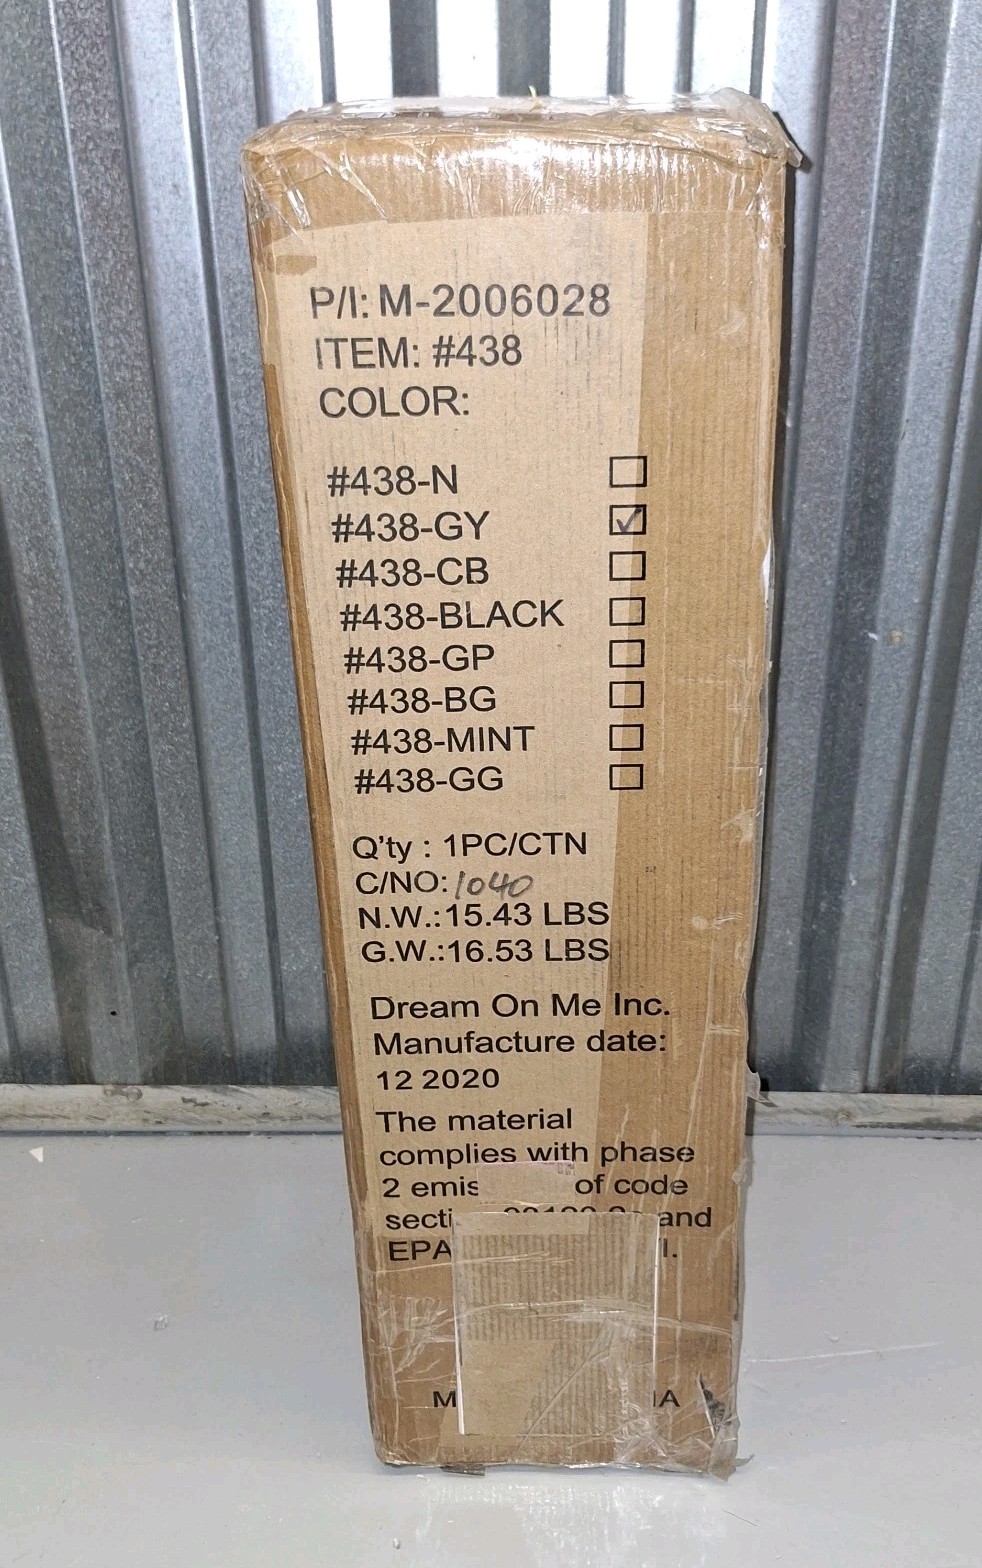 P/I: M-2006028
ITEM: #438
COLOR:
#438-N
#438-GY
#438-CB
#438-BLACK
#438-GP
#438-BG
#438-MINT
#438-GG
Q'ty : 1PC/CTN
C/NO: 1040
N.W.:15.43 LBS
G.W.:16.53 LBS
Dream On Me Inc.
Manufacture date:
12 2020
The material
complies with phase
2 of code
and
EPA